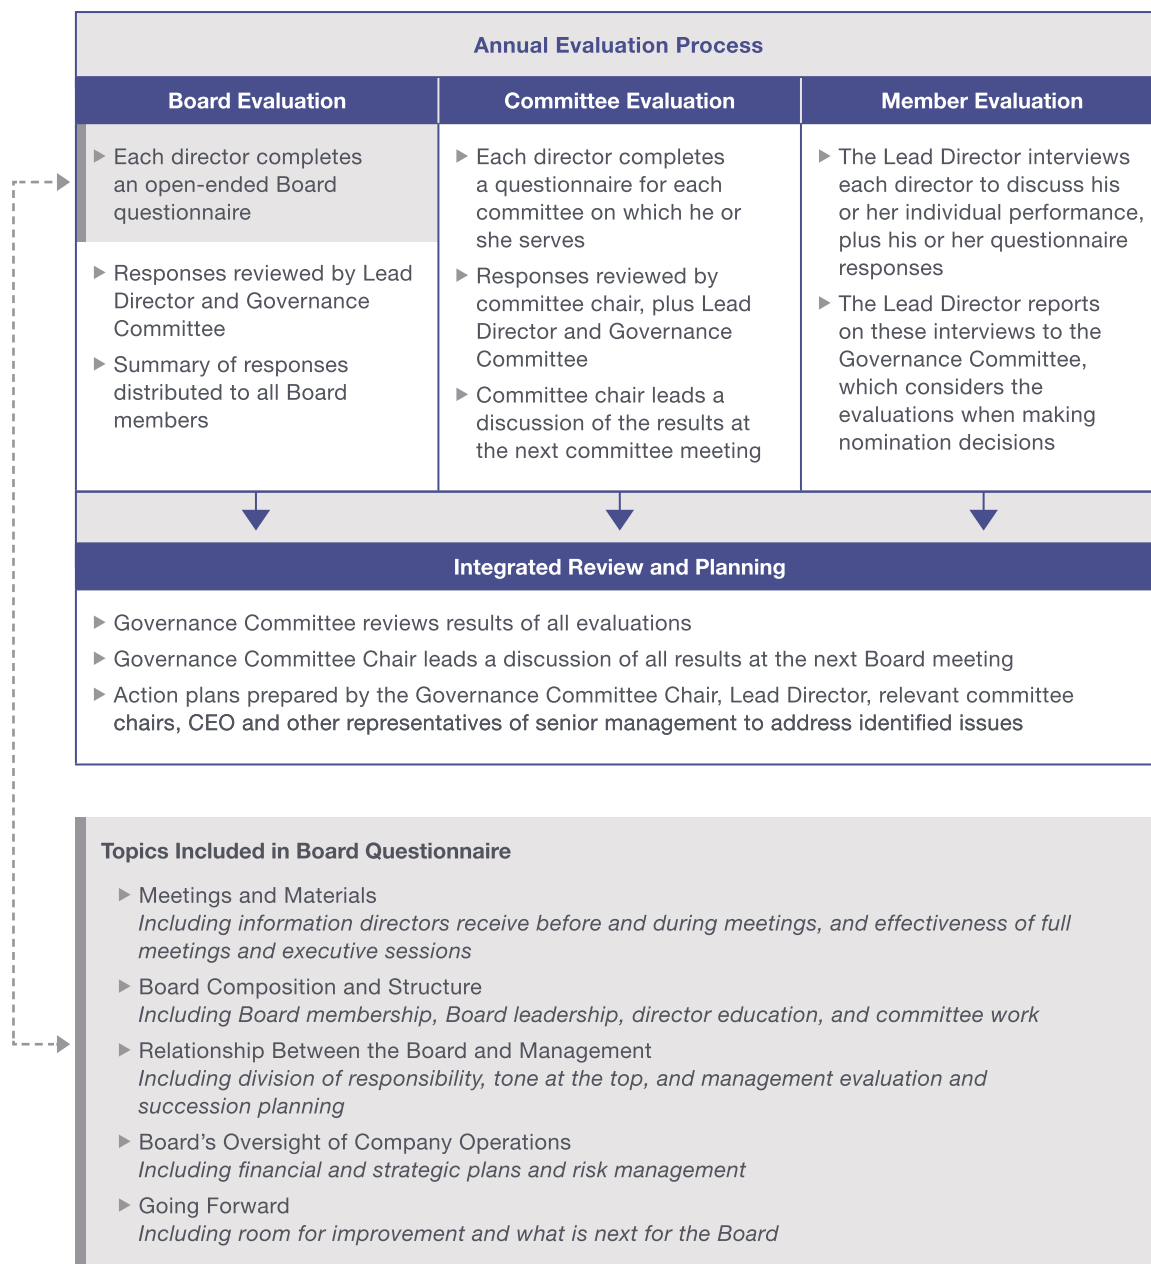 Annual Evaluation Process
Board Evaluation
Each director completes
an open-ended Board
questionnaire
Responses reviewed by Lead
Director and Governance
Committee
Summary of responses
distributed to all Board
members
Committee Evaluation
Each director completes
a questionnaire for each
committee on which he or
she serves
Responses reviewed by
committee chair, plus Lead
Director and Governance
Committee
Committee chair leads a
discussion of the results at
the next committee meeting
Member Evaluation
The Lead Director interviews
each director to discuss his
or her individual performance,
plus his or her questionnaire
responses
The Lead Director reports
on these interviews to the
Governance Committee,
which considers the
evaluations when making
nomination decisions
Integrated Review and Planning
Governance Committee reviews results of all evaluations
Governance Committee Chair leads a discussion of all results at the next Board meeting
Action plans prepared by the Governance Committee Chair, Lead Director, relevant committee
chairs, CEO and other representatives of senior management to address identified issues
Topics Included in Board Questionnaire
Meetings and Materials
Including information directors receive before and during meetings, and effectiveness of full
meetings and executive sessions
Board Composition and Structure
Including Board membership, Board leadership, director education, and committee work
Relationship Between the Board and Management
Including division of responsibility, tone at the top, and management evaluation and
succession planning
Board's Oversight of Company Operations
Including financial and strategic plans and risk management
Going Forward
Including room for improvement and what is next for the Board